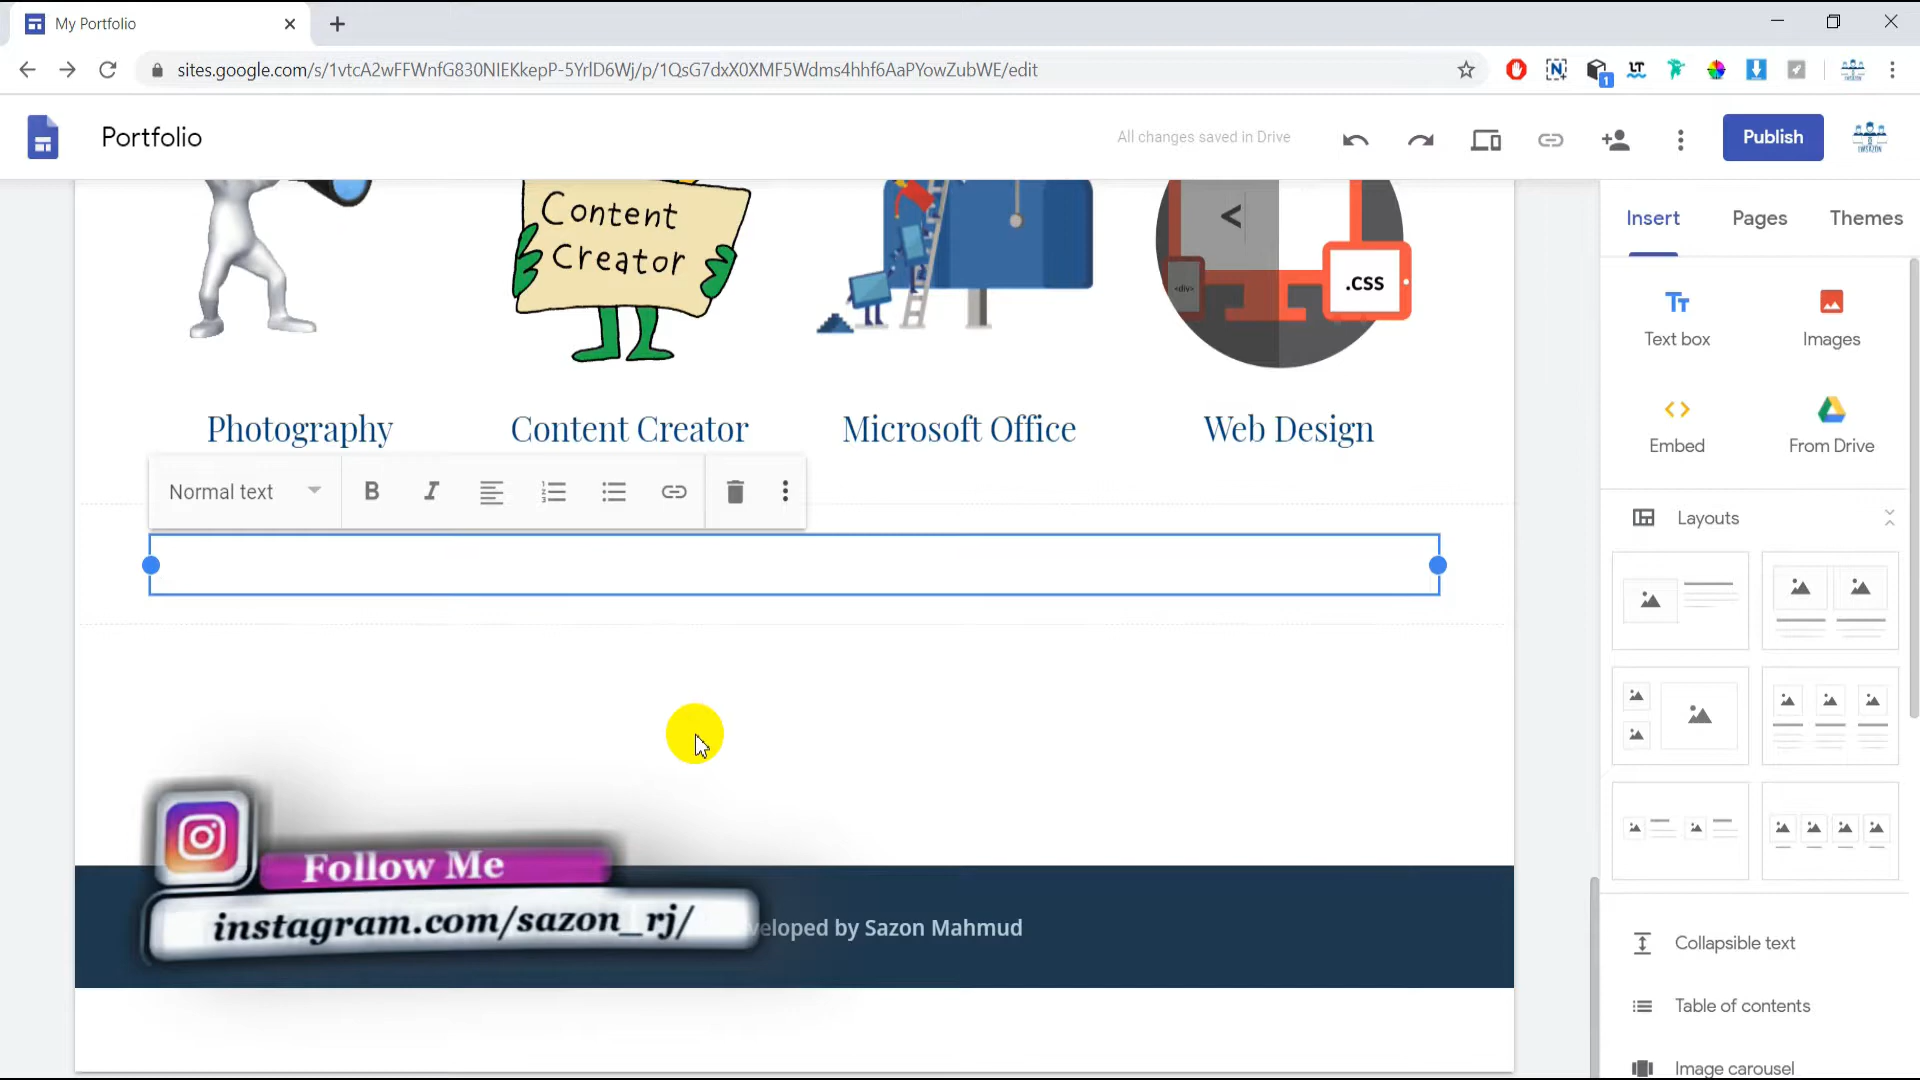 My Portfolio
sites.google.com/s/1vtcA2wFFWnfG830NIEKkepP-5YrlD6Wj/p/1QsG7dxX0XMF5Wdms4hhf6AaPYowZubWE/edit
1
Portfolio
All changes saved in Drive
Publish
Insert
Pages
Themes
Content
Creator
<
<div>
.CSS
Text box
Images
Embed
From Drive
Photography
Content Creator
Microsoft Office
Web Design
Normal text
B
I
Layouts
Follow Me
instagram.com/sazon_rj/
eloped by Sazon Mahmud
Collapsible text
Table of contents
Image carousel